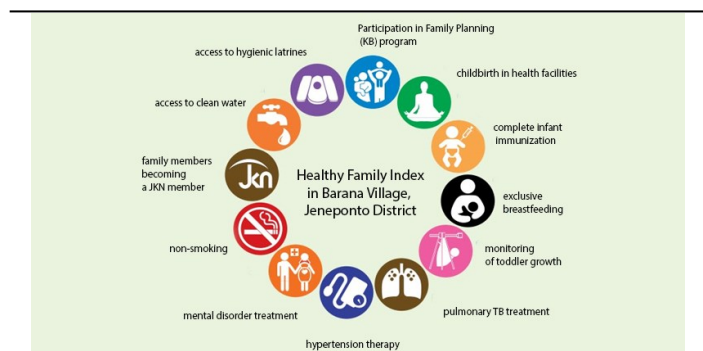 Participation in Family Planning
(KB) program
childbirth in health facilities
complete infant
immunization
exclusive
breastfeeding
monitoring
of toddler growth
pulmonary TB treatment
hypertension therapy
mental disorder treatment
non-smoking
family members
becoming
a JKN member
access to clean water
access to hygienic latrines
Jkn
Healthy Family Index
in Barana Village,
Jeneponto District